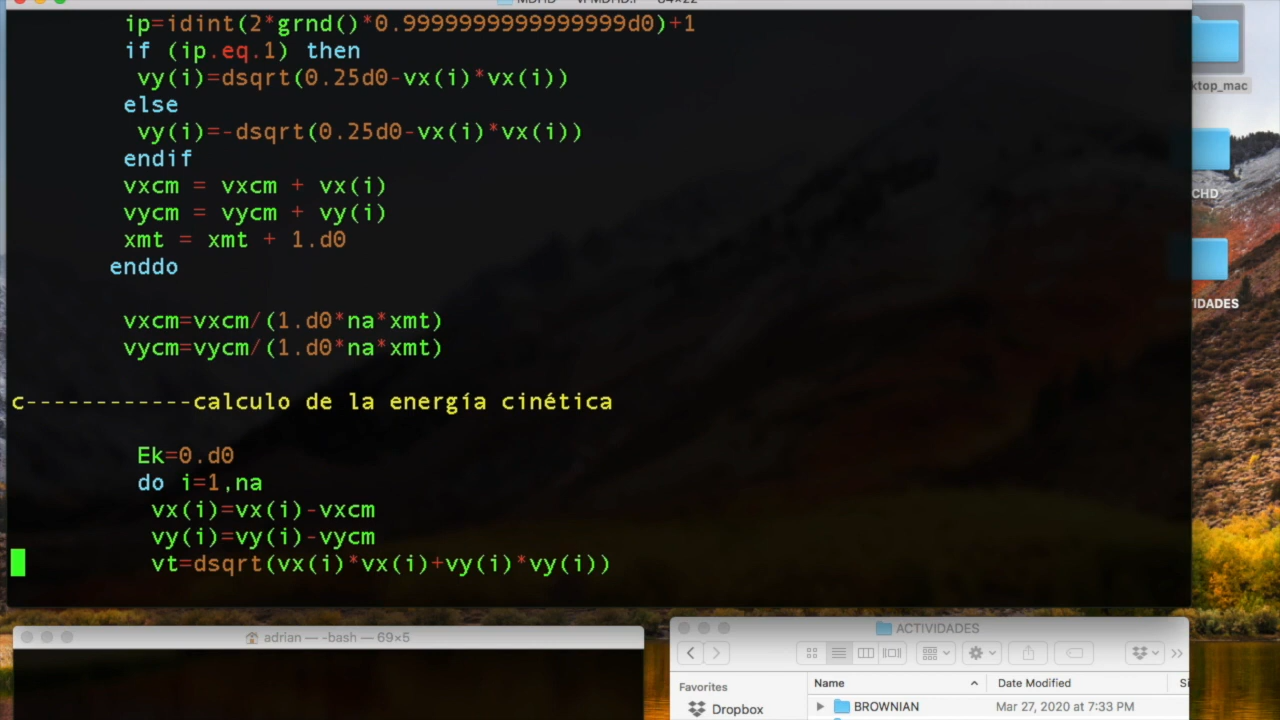 ip=idint(2*grnd()*0.9999999999999999d0)+1
if (ip.eq.1) then
vy(i)=dsqrt(0.25d0-vx(i)*vx(i))
else
vy(i)=-dsqrt(0.25d0-vx(i)*vx(i))
endif
vxcm = vxcm + vx(i)
vycm = vycm + vy(i)
xmt = xmt + 1.d0
enddo
vxcm=vxcm/(1.d0*na*xmt)
vycm=vycm/(1.d0*na*xmt)
c------------calculo de la energía cinética
Ek=0.d0
do i=1,na
vx(i)=vx(i)-vxcm
vy(i)=vy(i)-vycm
vt=dsqrt(vx(i)*vx(i)+vy(i)*vy(i))
ktop_mac
CHD
IDADES
adrian — -bash — 69×5
ACTIVIDADES
Favorites
Dropbox
Name
Date Modified
Si
BROWNIAN
Mar 27, 2020 at 7:33 PM